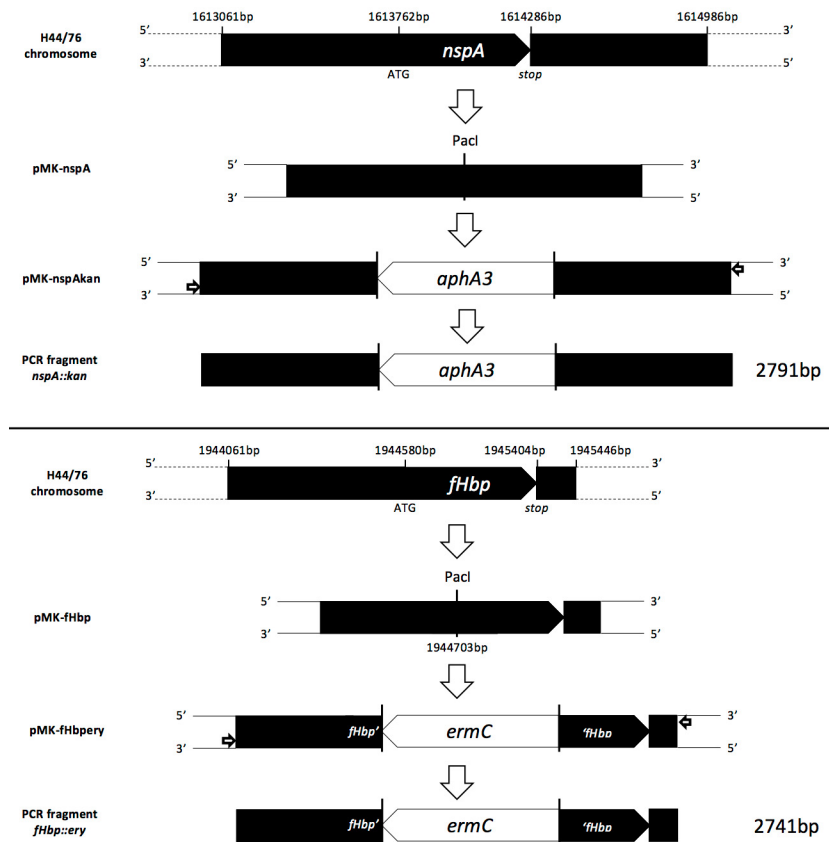 1613061bp 1613762bp 1614286bp 1614986bp
H44/76
chromosome
5’ 3’
nspA
3’ 5’
ATG stop
PacI
pMK-nspA
5’ 3’
3’ 5’
pMK-nspAkan
5’ 3’
aphA3
3’ 5’
PCR fragment
nspA::kan
aphA3
2791bp
1944061bp 1944580bp 1945404bp 1945446bp
H44/76
chromosome
5’ 3’
fHbp
3’ 5’
ATG stop
PacI
pMK-fHbp
5’ 3’
3’ 5’
1944703bp
pMK-fHbpery
5’ 3’
fHbp’ ermC ‘fHbp
3’ 5’
PCR fragment
fHbp::ery
fHbp’ ermC ‘fHbp
2741bp